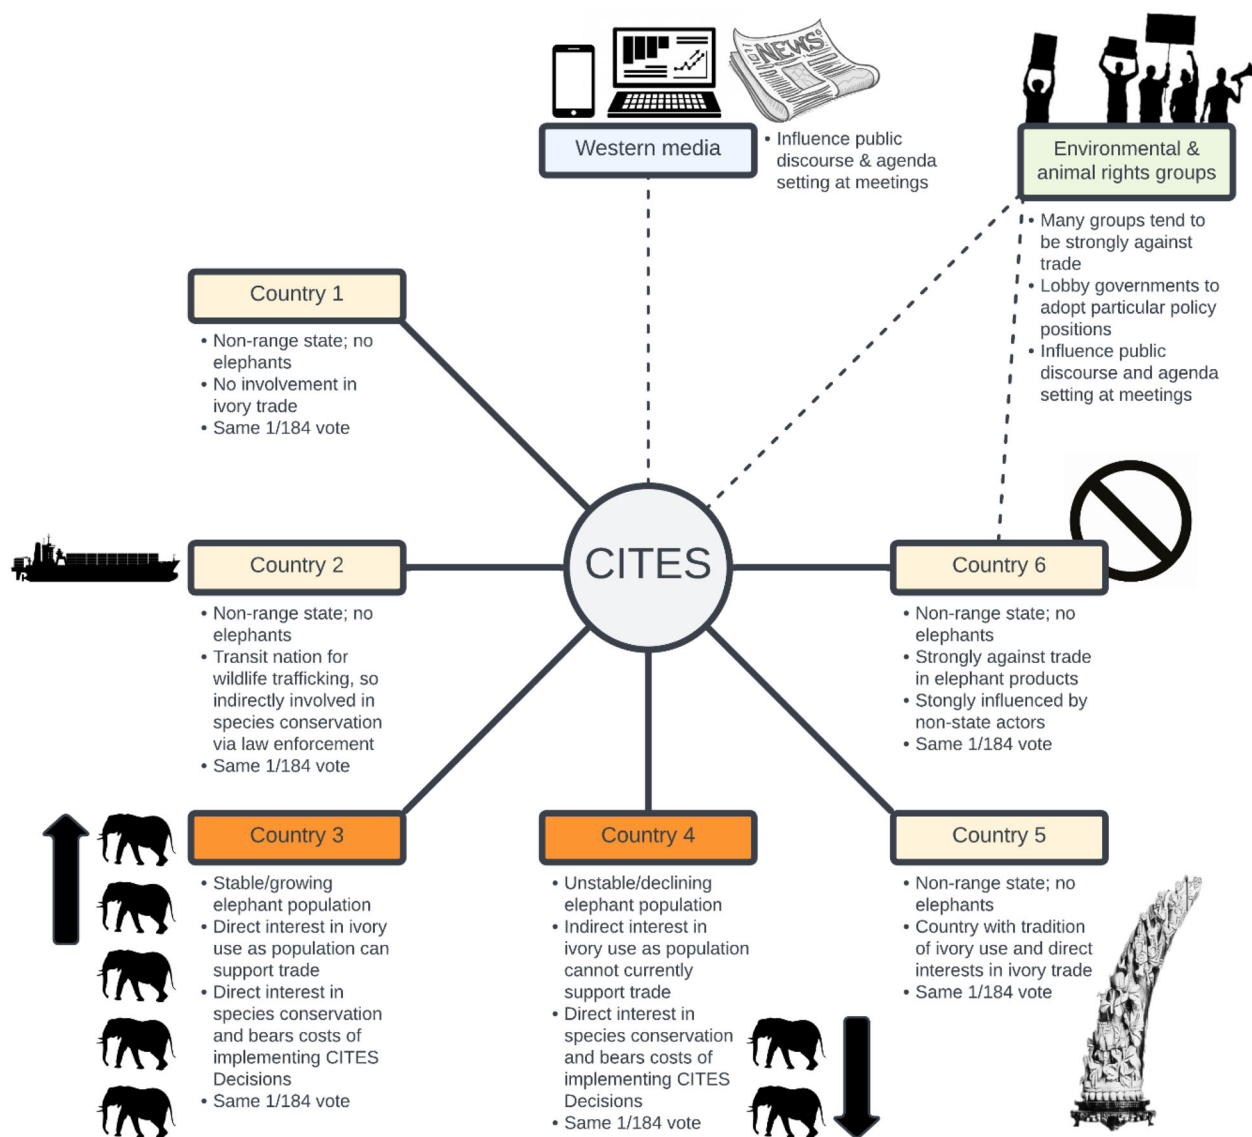 NEWS
Western media
• Influence public
discourse & agenda
setting at meetings
Environmental &
animal rights groups
• Many groups tend to
be strongly against
trade
• Lobby governments to
adopt particular policy
positions
• Influence public
discourse and agenda
setting at meetings
Country 1
• Non-range state; no
elephants
• No involvement in
ivory trade
• Same 1/184 vote
CITES
Country 2
• Non-range state; no
elephants
• Transit nation for
wildlife trafficking, so
indirectly involved in
species conservation
via law enforcement
• Same 1/184 vote
Country 6
• Non-range state; no
elephants
• Strongly against trade
in elephant products
• Stongly influenced by
non-state actors
• Same 1/184 vote
Country 3
• Stable/growing
elephant population
• Direct interest in ivory
use as population can
support trade
• Direct interest in
species conservation
and bears costs of
implementing CITES
Decisions
• Same 1/184 vote
Country 4
• Unstable/declining
elephant population
• Indirect interest in
ivory use as population
cannot currently
support trade
• Direct interest in
species conservation
and bears costs of
implementing CITES
Decisions
• Same 1/184 vote
Country 5
• Non-range state; no
elephants
• Country with tradition
of ivory use and direct
interests in ivory trade
• Same 1/184 vote